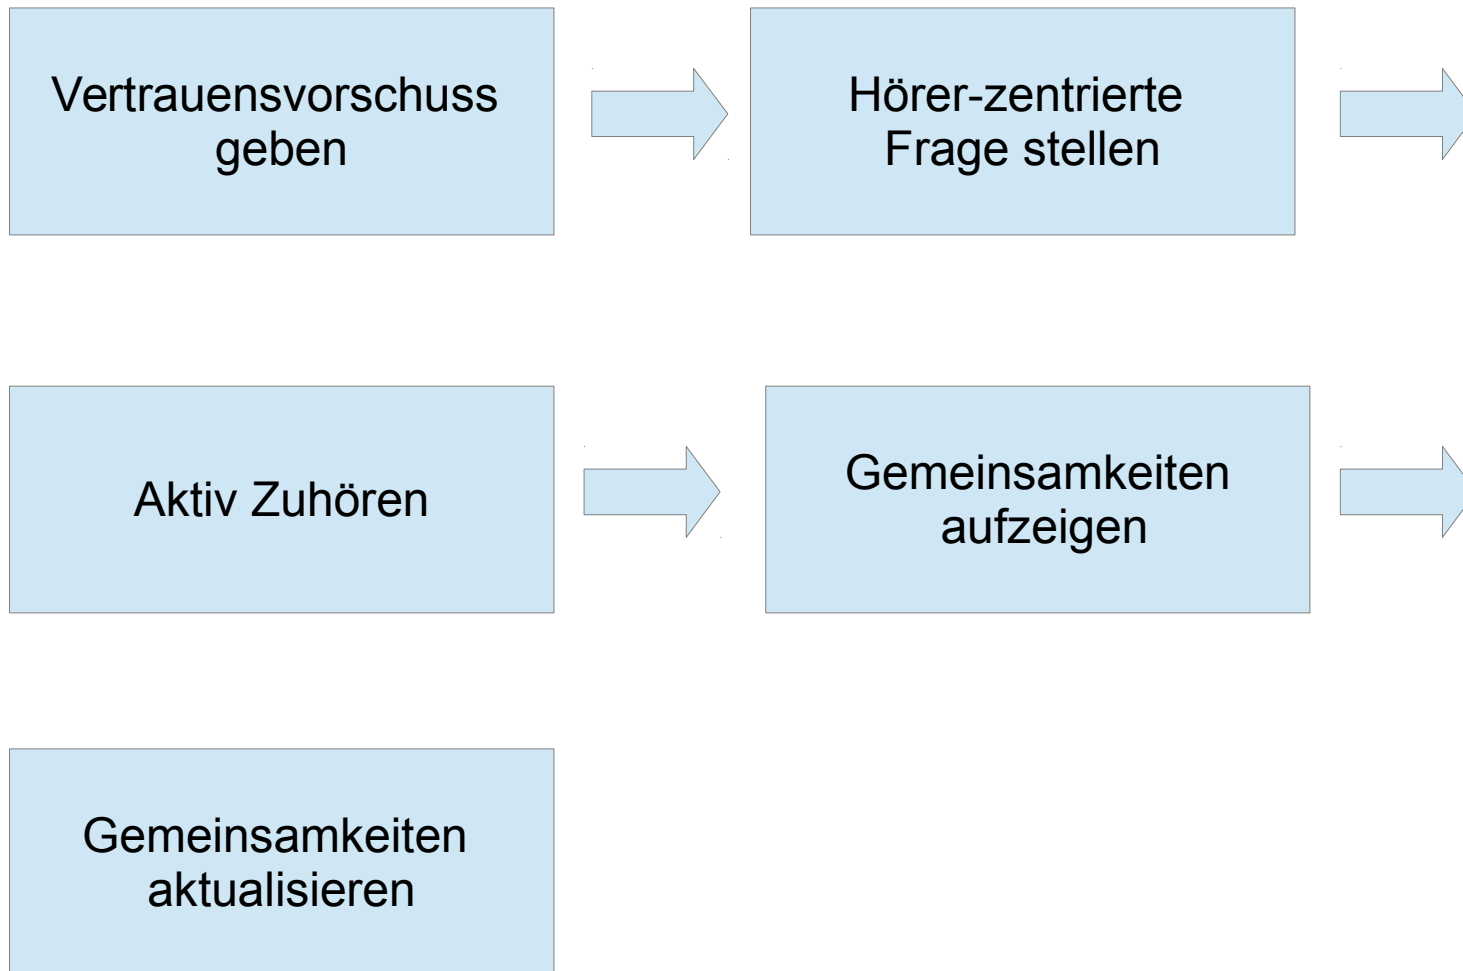 Vertrauensvorschuss
geben
Hörer-zentrierte
Frage stellen
Aktiv Zuhören
Gemeinsamkeiten
aufzeigen
Gemeinsamkeiten
aktualisieren